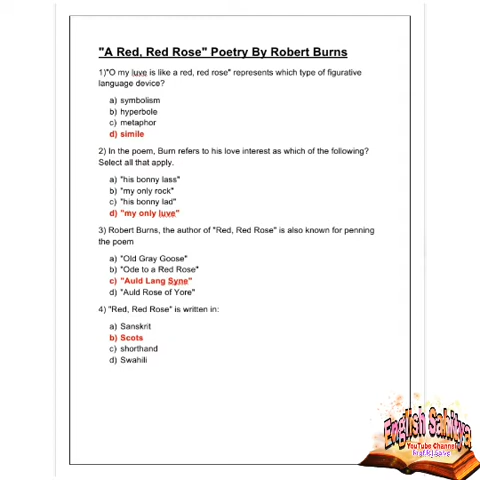 "A Red, Red Rose" Poetry By Robert Burns
1)"O my luve is like a red, red rose" represents which type of figurative
language device?
a) symbolism
b) hyperbole
c) metaphor
d) simile
2) In the poem, Burn refers to his love interest as which of the following?
Select all that apply.
a) "his bonny lass"
b) "my only rock"
c) "his bonny lad"
d) "my only luve"
3) Robert Burns, the author of "Red, Red Rose" is also known for penning
the poem
a) "Old Gray Goose"
b) "Ode to a Red Rose"
c) "Auld Lang Syne"
d) "Auld Rose of Yore"
4) "Red, Red Rose" is written in:
a) Sanskrit
b) Scots
c) shorthand
d) Swahili
English Sahitya
YouTube Channel